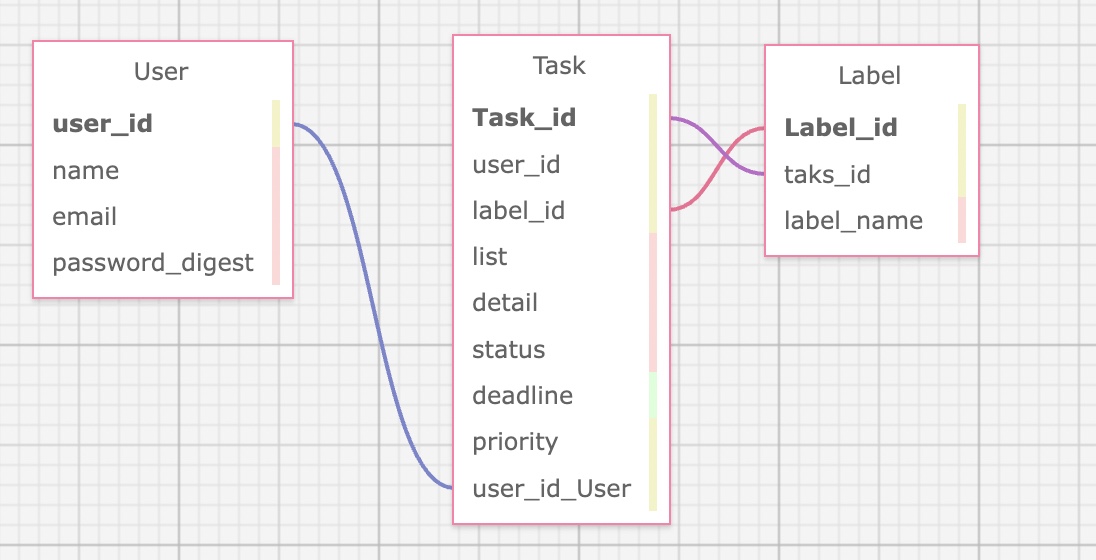 User
user_id
name
email
password_digest
Task
Task_id
user_id
label_id
list
detail
status
deadline
priority
user_id_User
Label
Label_id
taks_id
label_name